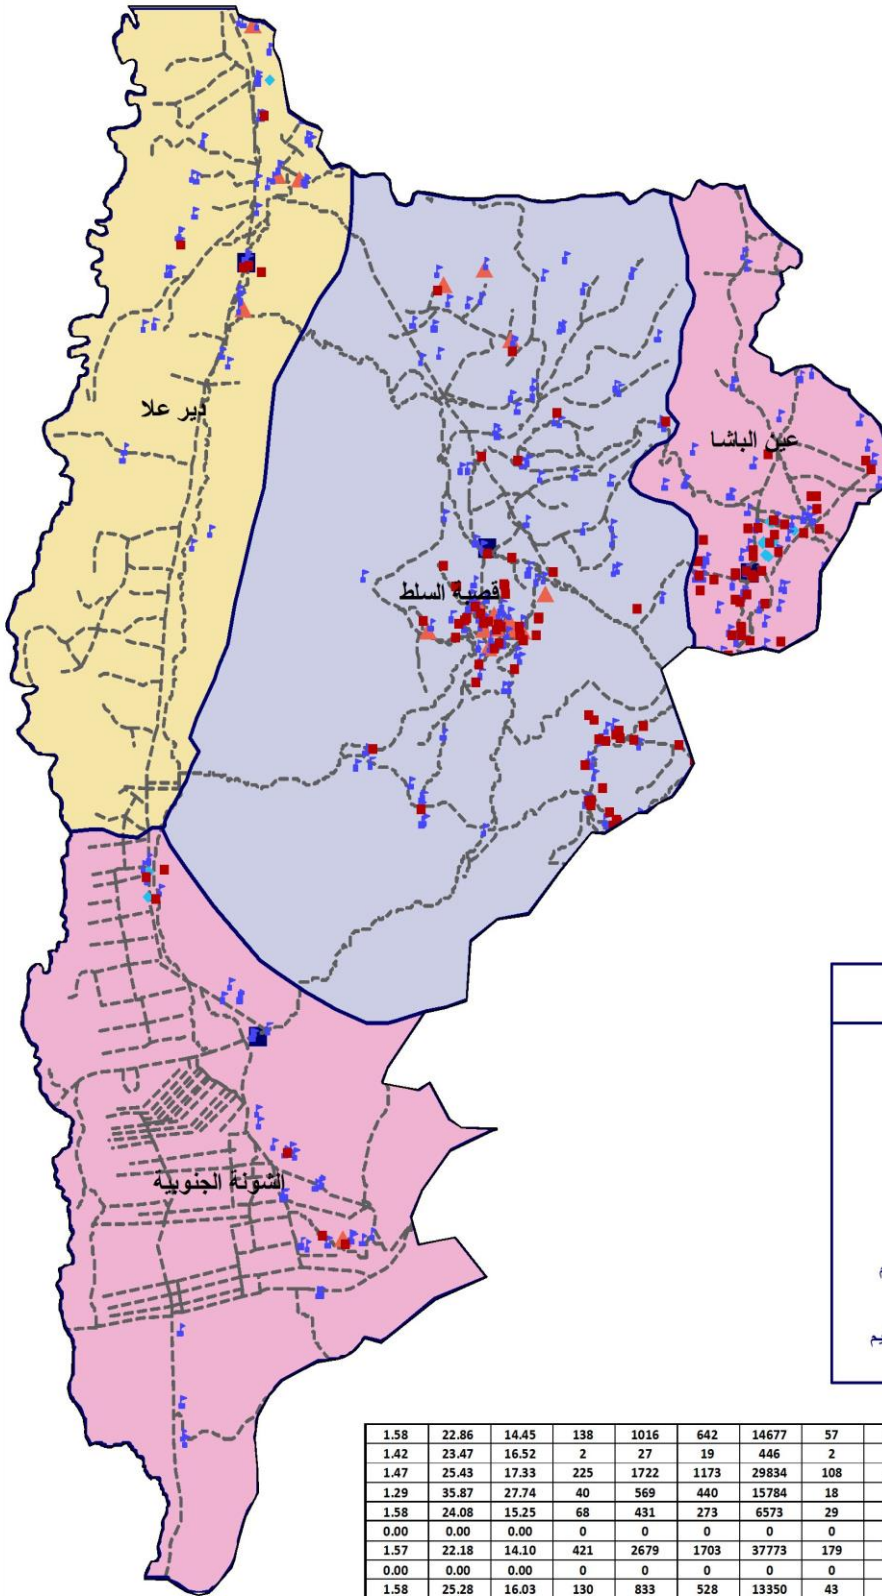 دير علا
عين الباشا
قصبة السلط
الشونة الجنوبية
1.58 22.86 14.45 138 1016 642 14677 57
1.42 23.47 16.52 2 27 19 446 2
1.47 25.43 17.33 225 1722 1173 29834 108
1.29 35.87 27.74 40 569 440 15784 18
1.58 24.08 15.25 68 431 273 6573 29
0.00 0.00 0.00 0 0 0 0 0
1.57 22.18 14.10 421 2679 1703 37773 179
0.00 0.00 0.00 0 0 0 0 0
1.58 25.28 16.03 130 833 528 13350 43